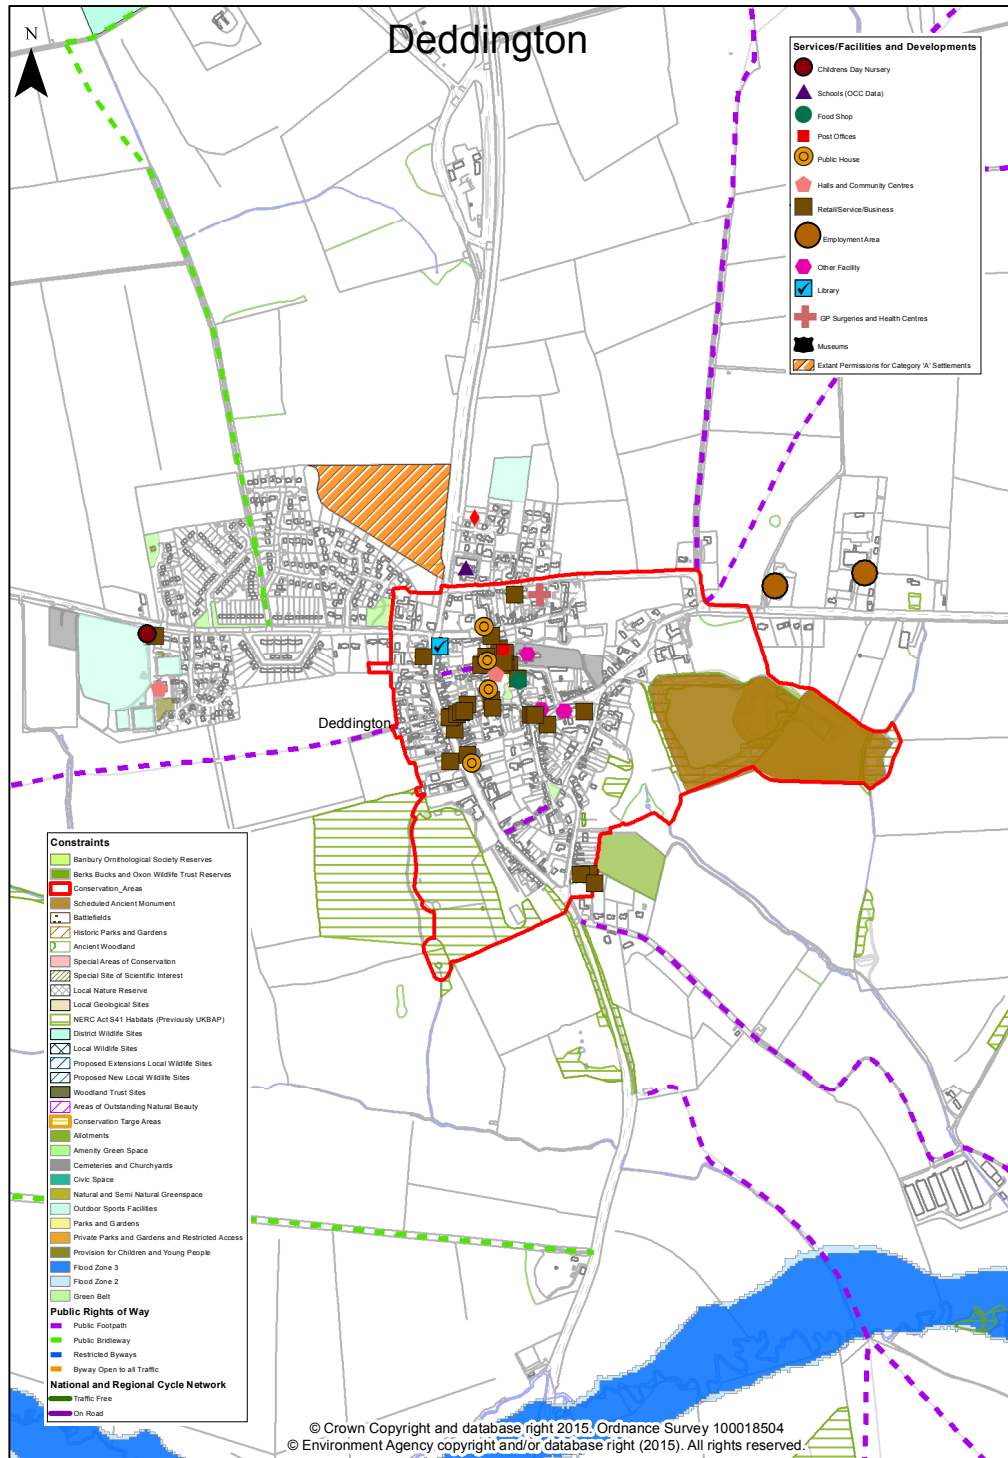 Deddington
N
Services/Facilities and Developments
Childrens Day Nursery
Schools (OCC Data)
Food Shop
Post Offices
Public House
Halls and Community Centres
Retail/Service/Business
Employment Area
Other Facility
Library
GP Surgeries and Health Centres
Museums
Extant Permissions for Category 'A' Settlements
Deddington
Constraints
Banbury Ornithological Society Reserves
Berks Bucks and Oxon Wildlife Trust Reserves
Conservation_Areas
Scheduled Ancient Monument
Battlefields
Historic Parks and Gardens
Ancient Woodland
Special Areas of Conservation
Special Site of Scientific Interest
Local Nature Reserve
Local Geological Sites
NERC Act S41 Habitats (Previously UKBAP)
District Wildlife Sites
Local Wildlife Sites
Proposed Extensions Local Wildlife Sites
Proposed New Local Wildlife Sites
Woodland Trust Sites
Areas of Outstanding Natural Beauty
Conservation Targe Areas
Allotments
Amenity Green Space
Cemeteries and Churchyards
Civic Space
Natural and Semi Natural Greenspace
Outdoor Sports Facilities
Parks and Gardens
Private Parks and Gardens and Restricted Access
Provision for Children and Young People
Flood Zone 3
Flood Zone 2
Green Belt
Public Rights of Way
Public Footpath
Public Bridleway
Restricted Byways
Byway Open to all Traffic
National and Regional Cycle Network
Traffic Free
On Road
© Crown Copyright and database right 2015. Ordnance Survey 100018504
© Environment Agency copyright and/or database right (2015). All rights reserved.